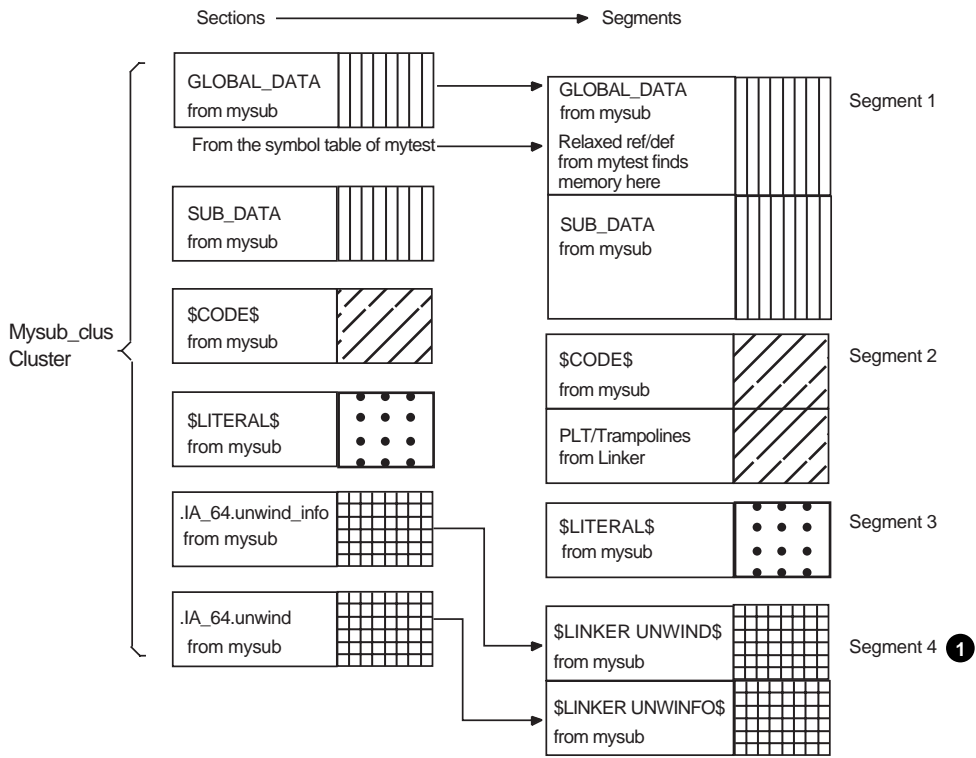 Sections
Segments
GLOBAL_DATA
from mysub
From the symbol table of mytest
SUB_DATA
from mysub
$CODE$
from mysub
$LITERAL$
from mysub
.IA_64.unwind_info
from mysub
.IA_64.unwind
from mysub
Mysub_clus
Cluster
GLOBAL_DATA
from mysub
Relaxed ref/def
from mytest finds
memory here
Segment 1
SUB_DATA
from mysub
$CODE$
from mysub
Segment 2
PLT/Trampolines
from Linker
$LITERAL$
from mysub
Segment 3
$LINKER UNWIND$
from mysub
Segment 4 1
$LINKER UNWINFO$
from mysub